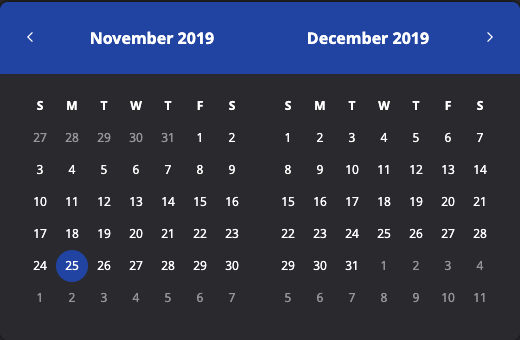 November 2019 December 2019
S M T W T F S S M T W T F S
27 28 29 30 31 1 2 1 2 3 4 5 6 7
3 4 5 6 7 8 9 8 9 10 11 12 13 14
10 11 12 13 14 15 16 15 16 17 18 19 20 21
17 18 19 20 21 22 23 22 23 24 25 26 27 28
24 25 26 27 28 29 30 29 30 31 1 2 3 4
1 2 3 4 5 6 7 5 6 7 8 9 10 11